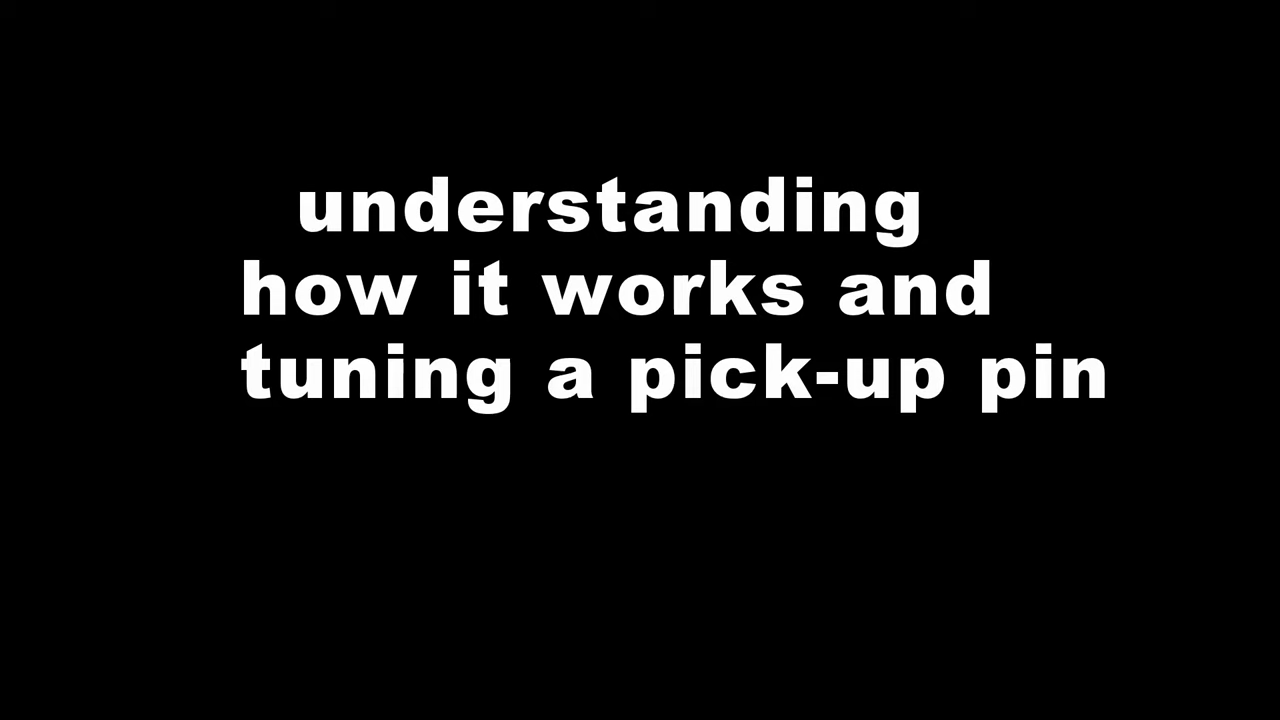 understanding
how it works and
tuning a pick-up pin